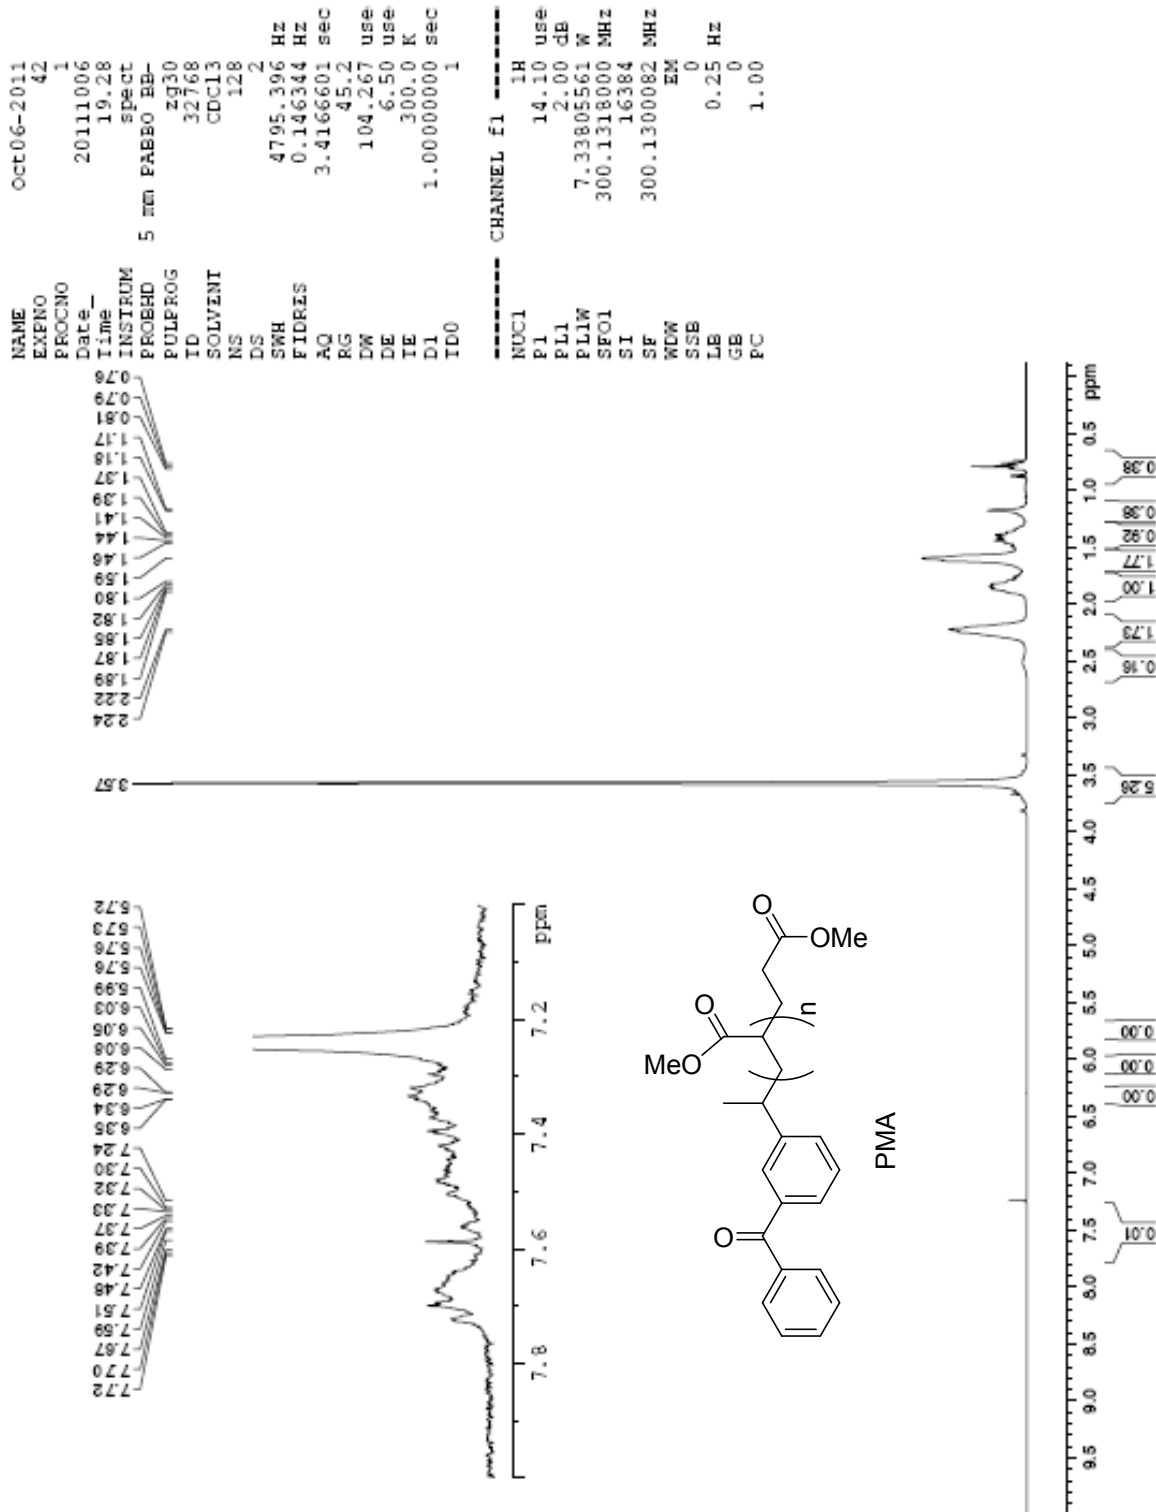 NAME Oct06-2011
EXPNO 42
PROCNO 1
Date_ 20111006
Time 19.28
INSTRUM spect
PROBHD 5 mm PABBO BB-
PULPROG zg30
TD 32768
SOLVENT CDCl3
NS 128
DS 2
SWH 4795.396 Hz
FIDRES 0.146344 Hz
AQ 3.4166601 sec
RG 45.2
DW 104.267 use
DE 6.50 use
TE 300.0 K
D1 1.00000000 sec
TD0 1
======== CHANNEL f1 ========
NUC1 1H
P1 14.10 use
PL1 2.00 dB
PL1W 7.33805561 W
SFO1 300.1318000 MHz
SI 16384
SF 300.1300082 MHz
WDW EM
SSB 0
LB 0.25 Hz
GB 0
PC 1.00
7.72
7.70
7.67
7.59
7.51
7.48
7.42
7.39
7.37
7.33
7.32
7.30
7.24
6.35
6.34
6.29
6.29
6.08
6.05
6.03
5.99
5.76
5.76
5.73
5.72
3.57
2.24
2.22
1.89
1.87
1.85
1.82
1.80
1.59
1.46
1.44
1.41
1.39
1.37
1.18
1.17
0.81
0.79
0.76
7.8 7.6 7.4 7.2 ppm
O
O
MeO
n
O
OMe
PMA
9.5 9.0 8.5 8.0 7.5 7.0 6.5 6.0 5.5 5.0 4.5 4.0 3.5 3.0 2.5 2.0 1.5 1.0 0.5 ppm
0.01
0.00
0.00
0.00
5.26
0.16
1.73
1.00
1.77
0.92
0.38
0.38